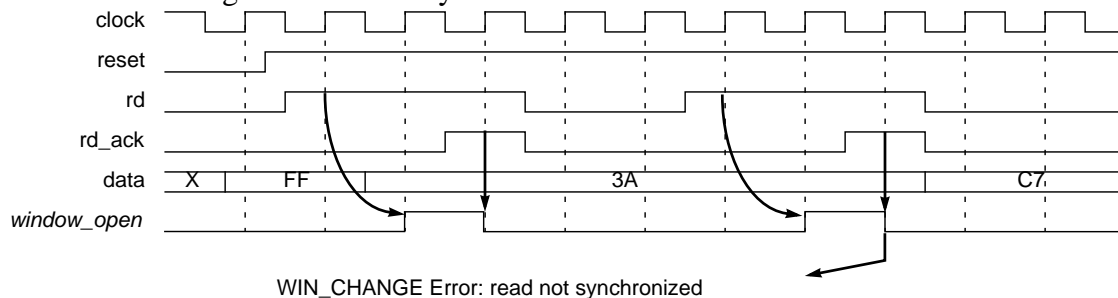 clock
reset
rd
rd_ack
data X FF 3A C7
window_open
WIN_CHANGE Error: read not synchronized